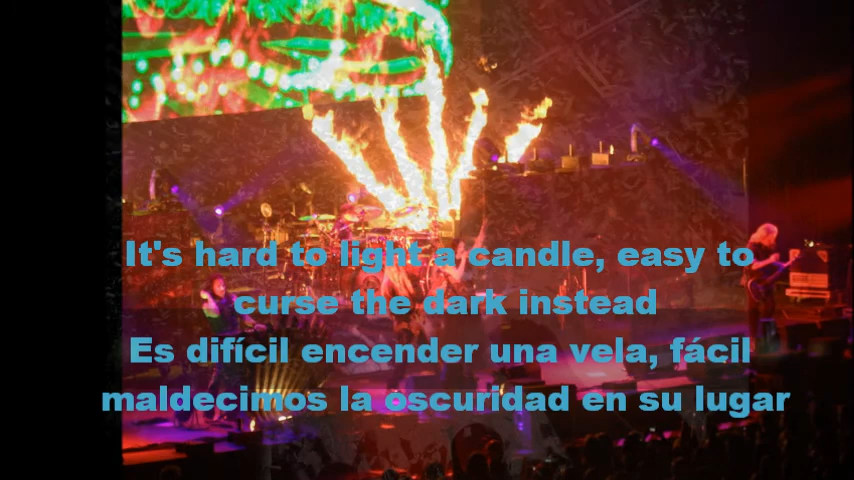 It's hard to light a candle, easy to
curse the dark instead
Es difícil encender una vela, fácil
maldecimos la oscuridad en su lugar